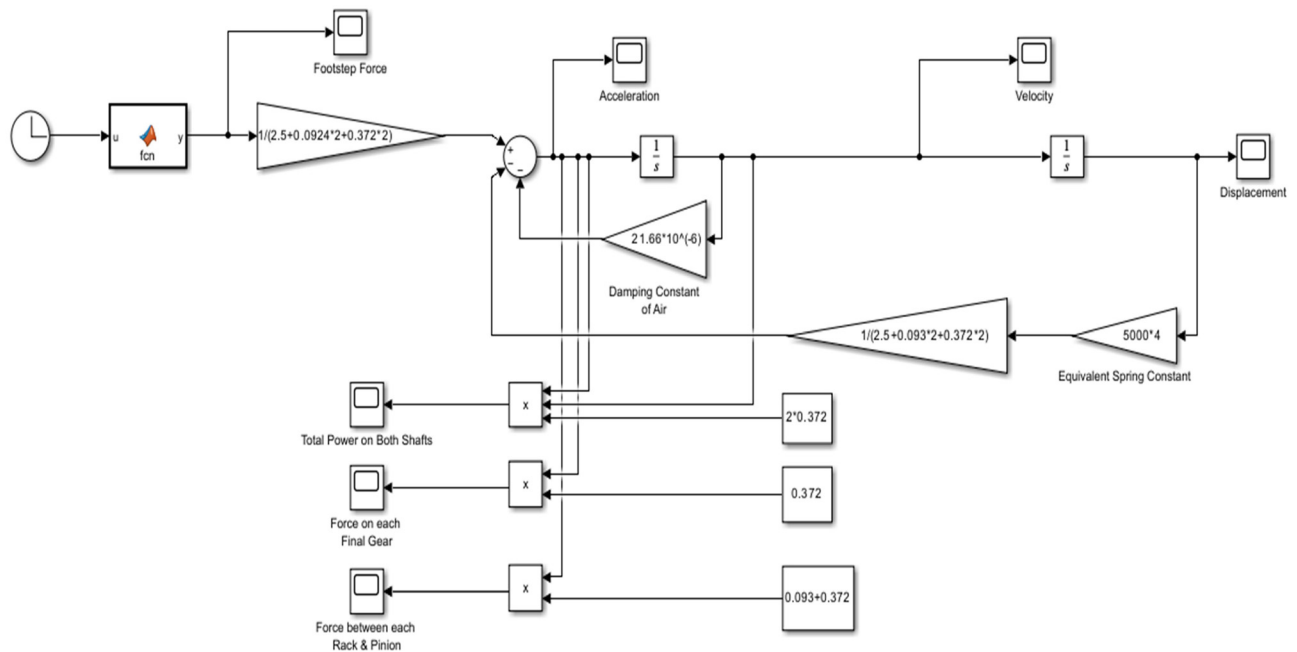 Footstep Force
Acceleration
Velocity
u
fcn
y
1/(2.5+0.0924*2+0.372*2)
+
−
−
1
s
1
s
Displacement
21.66*10^(-6)
Damping Constant
of Air
1/(2.5+0.093*2+0.372*2)
5000*4
Equivalent Spring Constant
x
2*0.372
Total Power on Both Shafts
x
0.372
Force on each
Final Gear
x
0.093+0.372
Force between each
Rack & Pinion